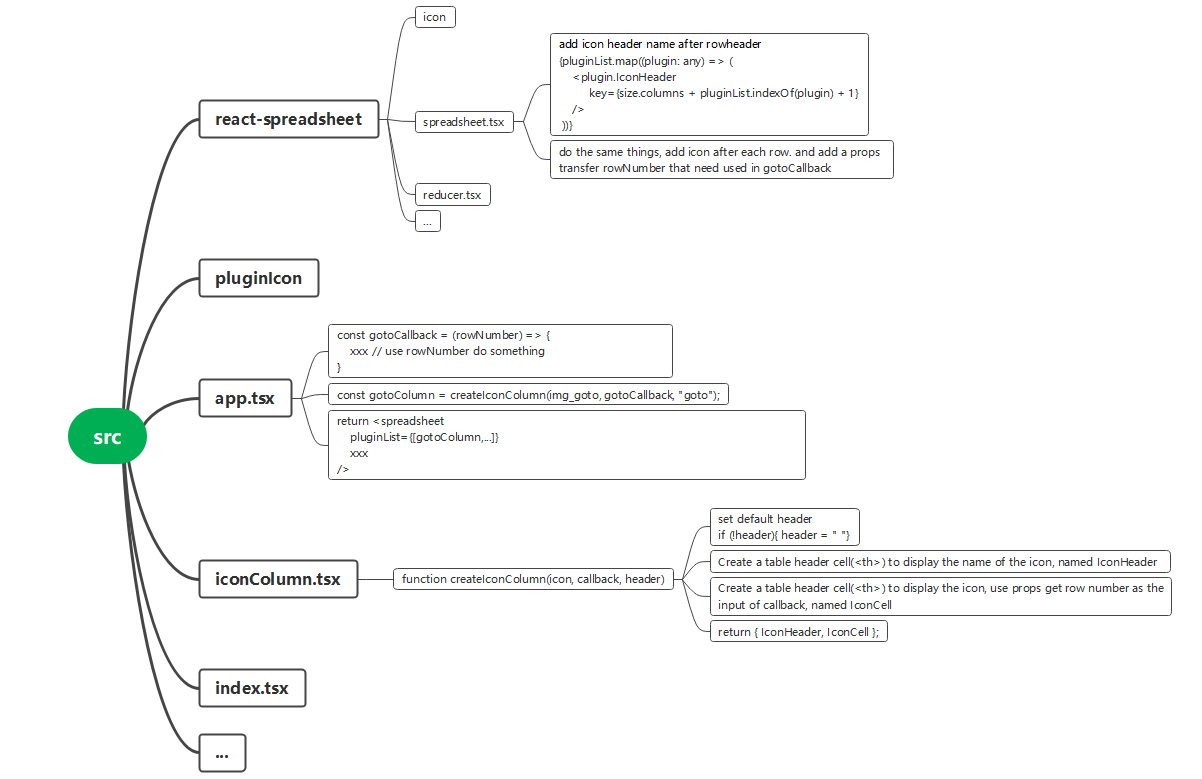 src
react-spreadsheet
icon
spreadsheet.tsx
add icon header name after rowheader
{pluginList.map((plugin: any) => (
<plugin.IconHeader
key={size.columns + pluginList.indexOf(plugin) + 1}
/>
))}
do the same things, add icon after each row. and add a props
transfer rowNumber that need used in gotoCallback
reducer.tsx
...
pluginIcon
app.tsx
const gotoCallback = (rowNumber) => {
xxx // use rowNumber do something
}
const gotoColumn = createIconColumn(img_goto, gotoCallback, "goto");
return <spreadsheet
pluginList={[gotoColumn,...]}
xxx
/>
iconColumn.tsx
function createIconColumn(icon, callback, header)
set default header
if (!header){ header = " "}
Create a table header cell(<th>) to display the name of the icon, named IconHeader
Create a table header cell(<th>) to display the icon, use props get row number as the
input of callback, named IconCell
return { IconHeader, IconCell };
index.tsx
...